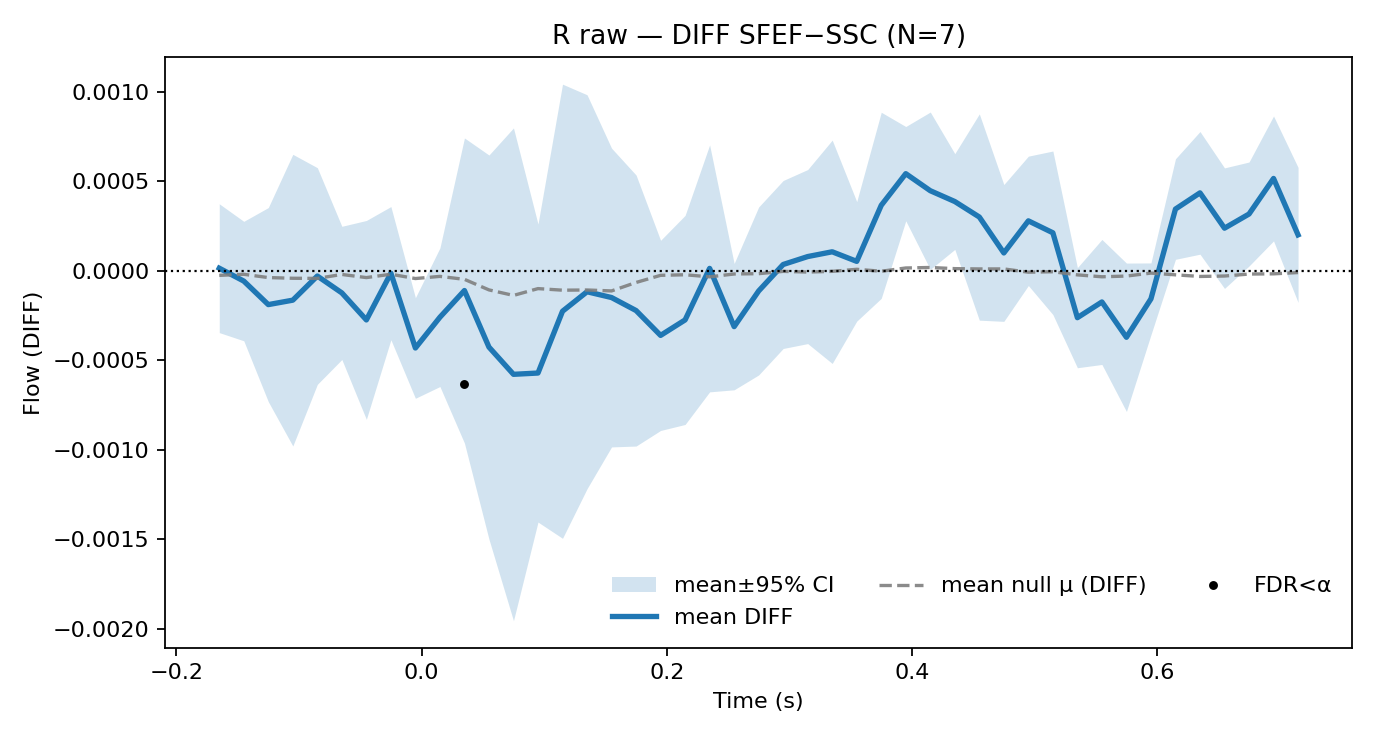 R raw — DIFF SFEF−SSC (N=7)
Flow (DIFF)
0.0010
0.0005
0.0000
−0.0005
−0.0010
−0.0015
−0.0020
mean±95% CI
mean DIFF
mean null μ (DIFF)
FDR<α
−0.2
0.0
0.2
0.4
0.6
Time (s)